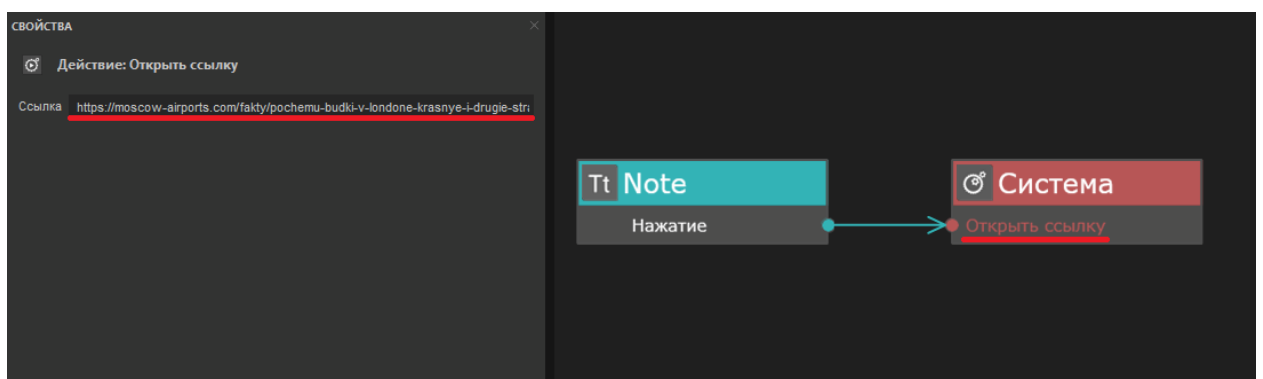 СВОЙСТВА
Действие: Открыть ссылку
Ссылка https://moscow-airports.com/fakty/pochemu-budki-v-londone-krasnye-i-drugie-stra
Tt Note
Нажатие
Система
Открыть ссылку